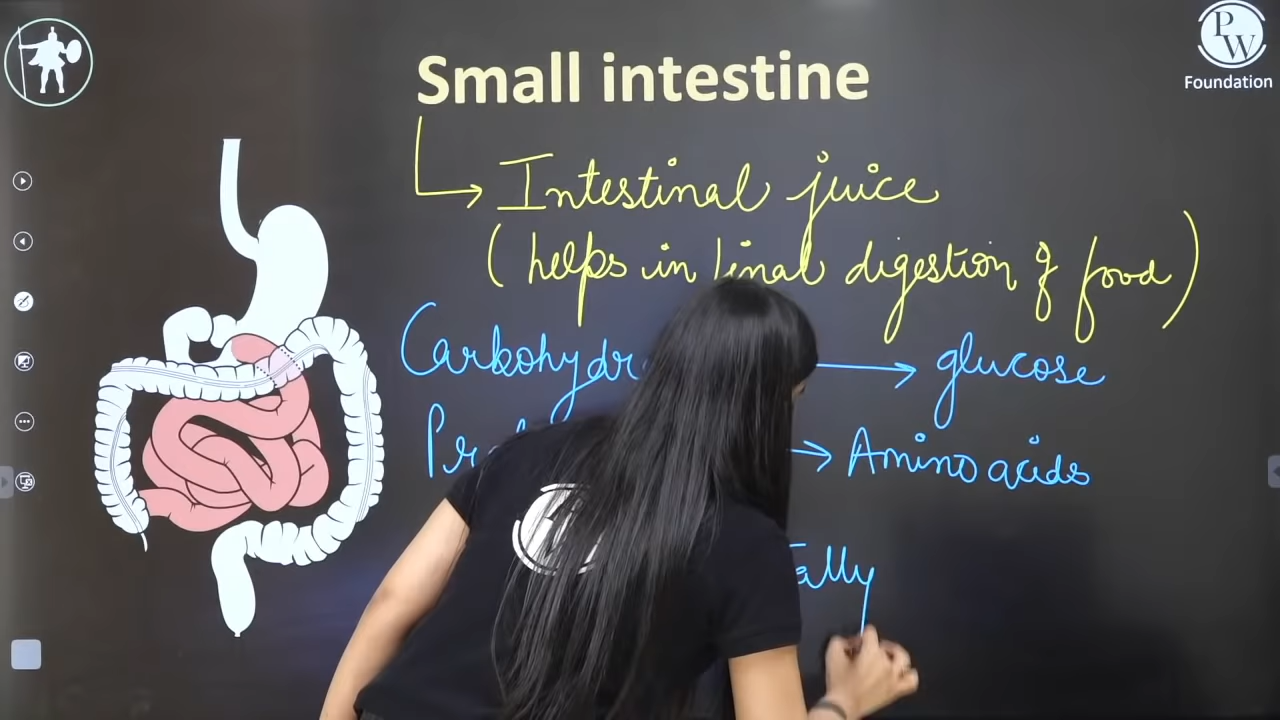 PW
Foundation
Small intestine
Intestinal juice
(helps in final digestion of food)
glucose
Amino acids